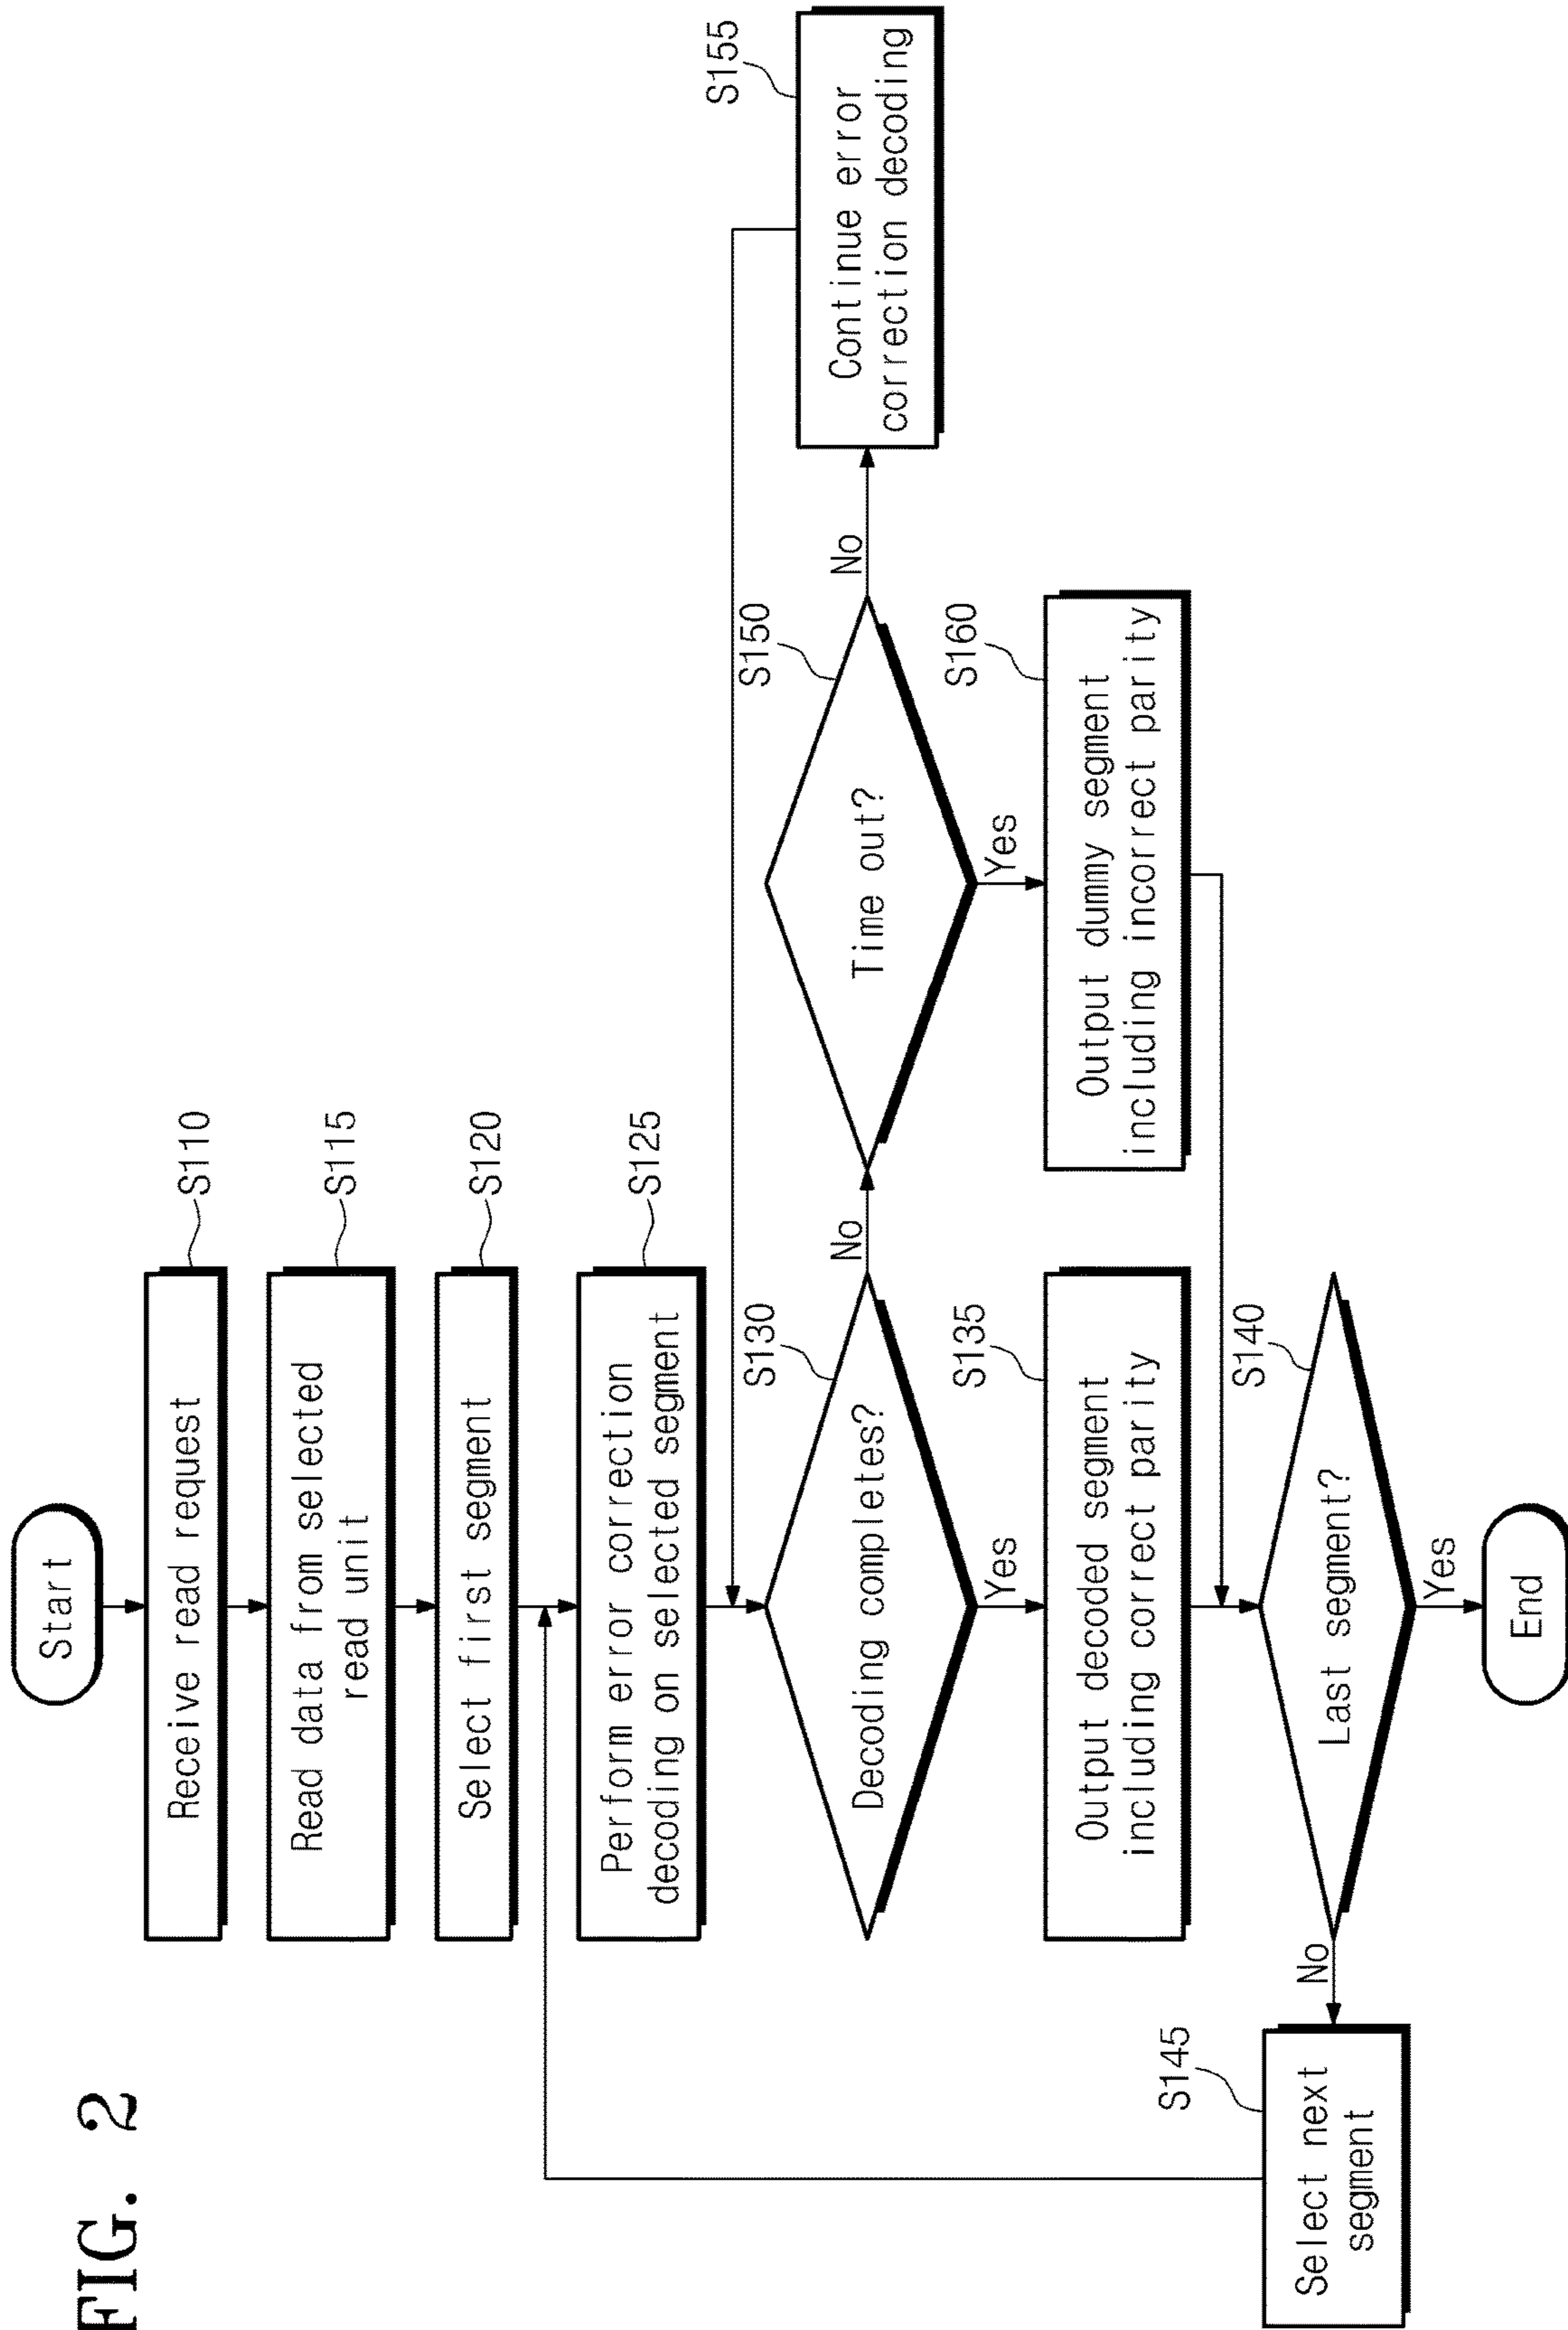 FIG. 2
Start
Receive read request
S110
Read data from selected
read unit
S115
Select first segment
S120
Perform error correction
decoding on selected segment
S125
Decoding completes?
S130
No
Yes
Time out?
S150
No
Yes
Continue error
correction decoding
S155
Output decoded segment
including correct parity
S135
Output dummy segment
including incorrect parity
S160
Last segment?
S140
No
Yes
Select next
segment
S145
End